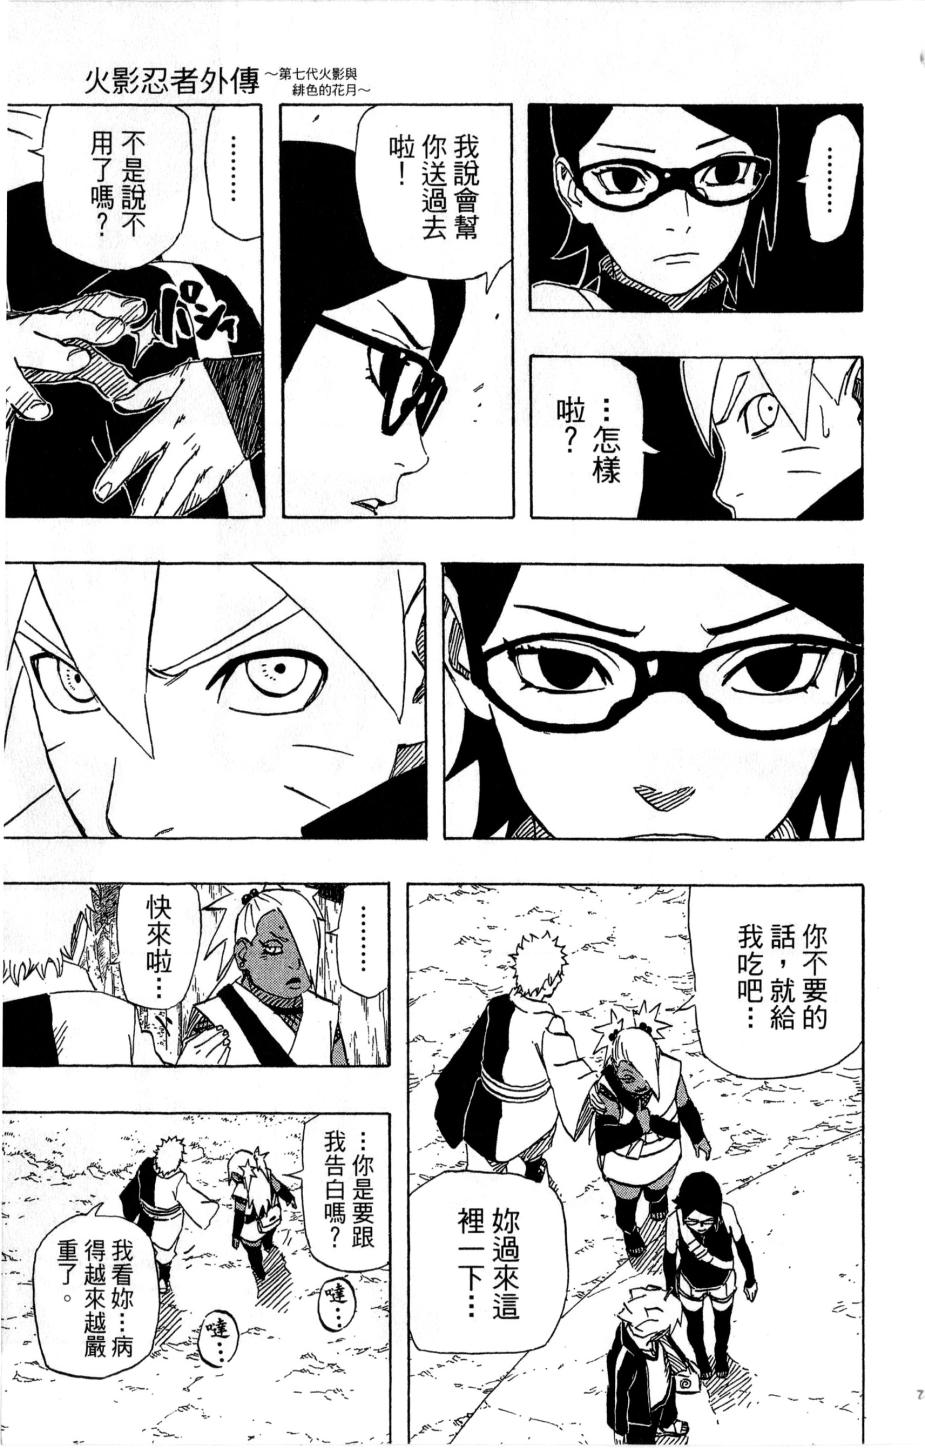 火影忍者外傳
～第七代火影與
緋色的花月～
………
…怎樣
啦？
我說會幫
你送過去
啦！
………
不是說不
用了嗎？
パシィ
你不要的
話，就給
我吃吧…
妳過來這
裡一下…
………
快來啦…
…你是要跟
我告白嗎？
噠…
噠…
我看妳…病
得越來越嚴
重了。
7